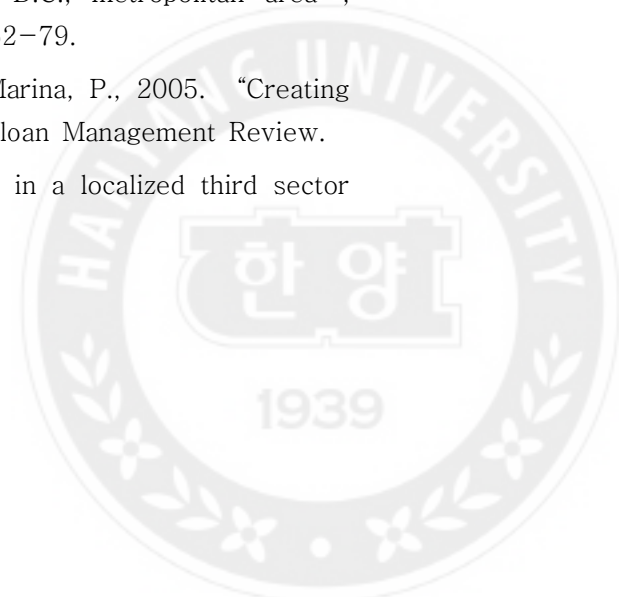 D.C., metropolitan area",
2-79.
Marina, P., 2005. "Creating
loan Management Review.
in a localized third sector
HANYANG UNIVERSITY
한양
1939